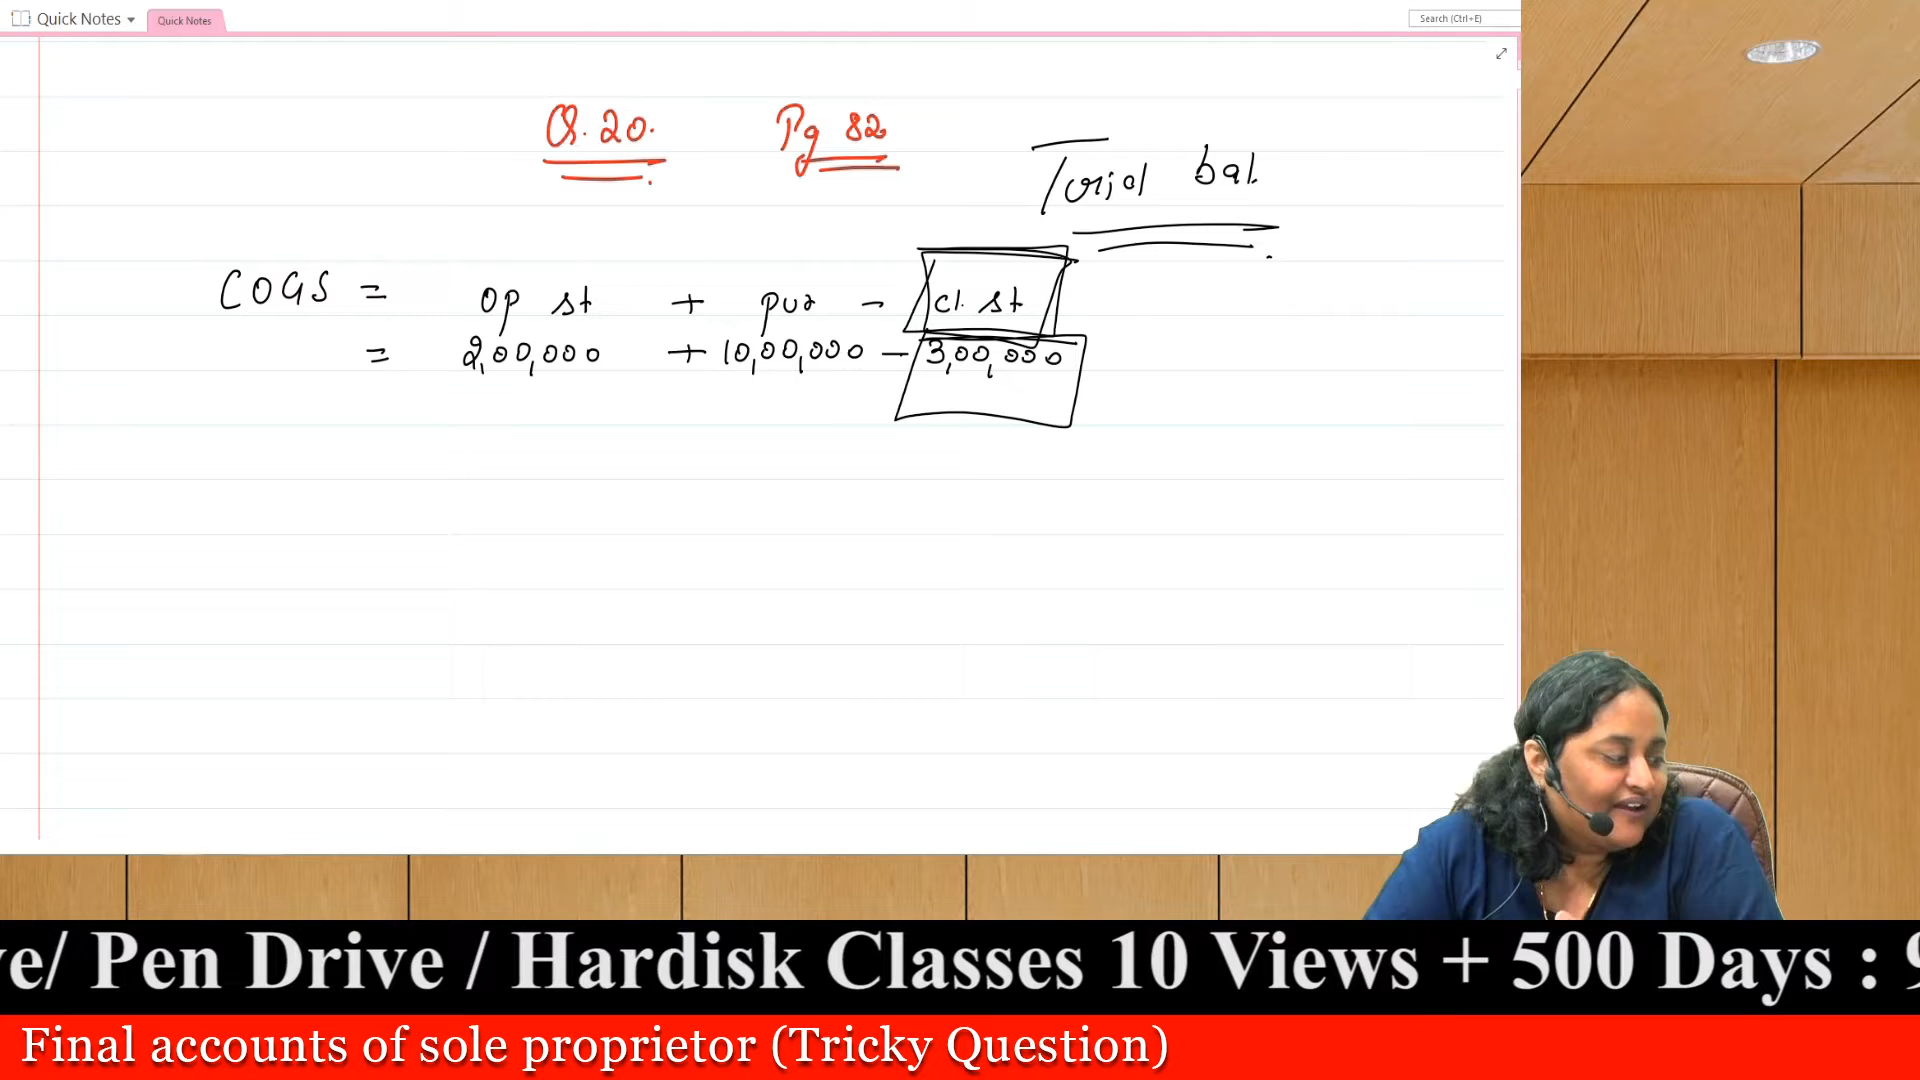 Quick Notes
Quick Notes
Search (Ctrl+E)
Q. 20. Pg 82
Trial bal.
COGS = Op st + pur - cl. st
= 2,00,000 + 10,00,000 - 3,00,000
ve/ Pen Drive / Hardisk Classes 10 Views + 500 Days : 9
Final accounts of sole proprietor (Tricky Question)